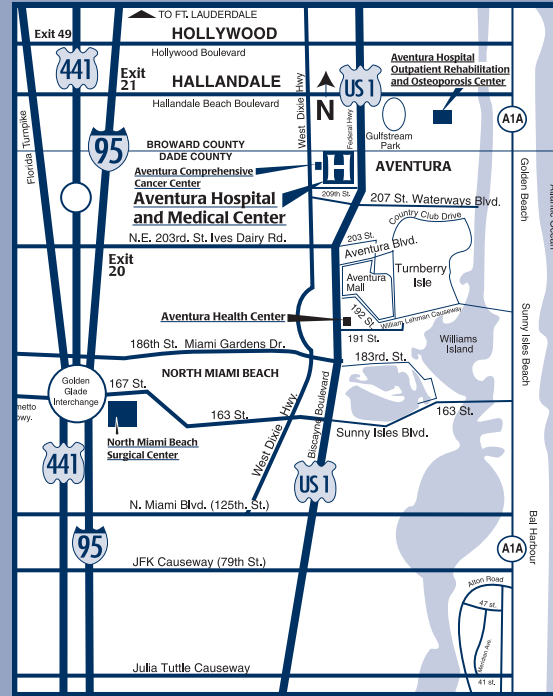 TO FT. LAUDERDALE
Exit 49
HOLLYWOOD
Hollywood Boulevard
441
Exit
21
HALLANDALE
Hallandale Beach Boulevard
West Dixie Hwy
N
US 1
Federal Hwy
Aventura Hospital
Outpatient Rehabilitation
and Osteoporosis Center
Gulfstream
Park
A1A
Florida Turnpike
95
BROWARD COUNTY
DADE COUNTY
Aventura Comprehensive
Cancer Center
H
AVENTURA
Golden Beach
Atlantic Ocean
Aventura Hospital
and Medical Center
209th St.
207 St. Waterways Blvd.
Country Club Drive
N.E. 203rd. St. Ives Dairy Rd.
203 St.
Aventura Blvd.
Exit
20
Aventura
Mall
Turnberry
Isle
192 St.
William Lehman Causeway
Aventura Health Center
191 St.
Sunny Isles Beach
Williams
Island
186th St. Miami Gardens Dr.
183rd. St.
NORTH MIAMI BEACH
Golden
Glade
Interchange
metto
pwy.
167 St.
163 St.
163 St.
Sunny Isles Blvd.
West Dixie Hwy.
Biscayne Boulevard
North Miami Beach
Surgical Center
441
US 1
N. Miami Blvd. (125th. St.)
95
Bal Harbour
A1A
JFK Causeway (79th St.)
Alton Road
47 st.
Meridian Ave.
Julia Tuttle Causeway
41 st.